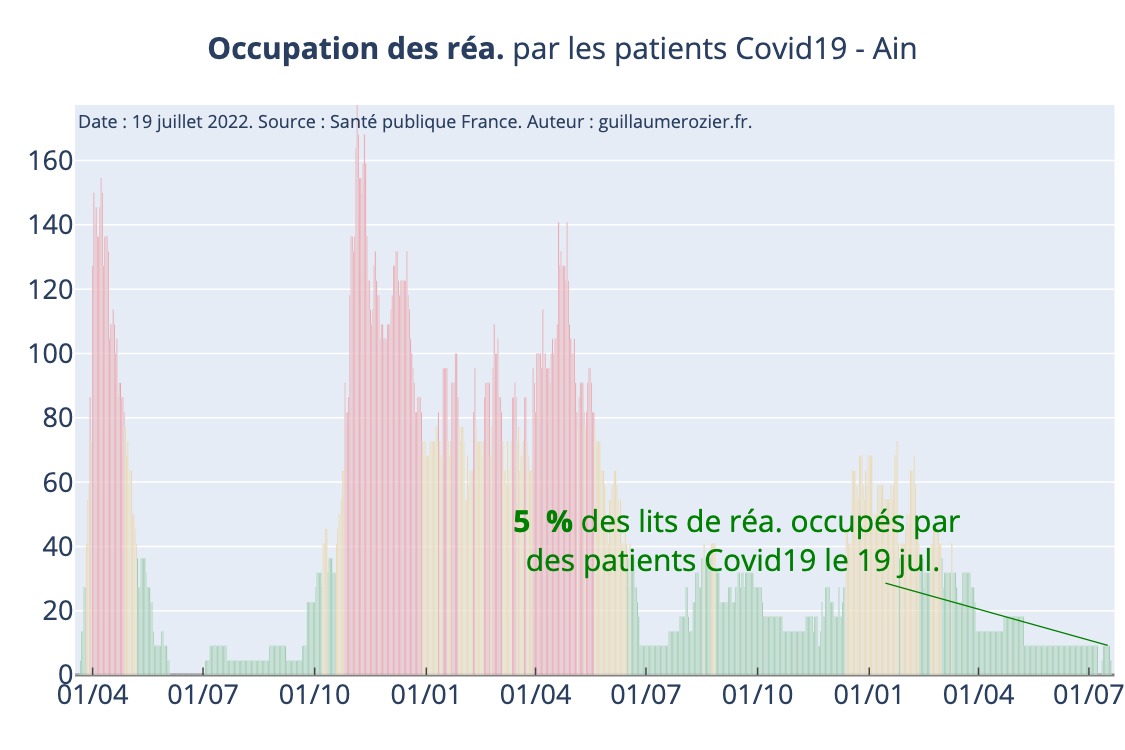 Occupation des réa. par les patients Covid19 - Ain
Date : 19 juillet 2022. Source : Santé publique France. Auteur : guillaumerozier.fr.
160
140
120
100
80
60
40
20
0
5 % des lits de réa. occupés par
des patients Covid19 le 19 jul.
01/04 01/07 01/10 01/01 01/04 01/07 01/10 01/01 01/04 01/07